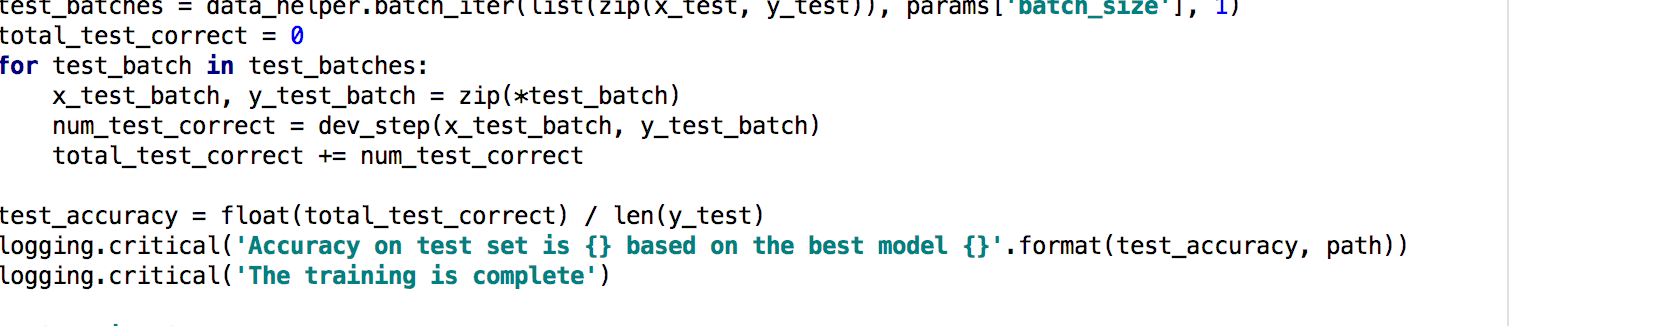 test_batches = data_helper.batch_iter(list(zip(x_test, y_test)), params['batch_size'], 1)
total_test_correct = 0
for test_batch in test_batches:
    x_test_batch, y_test_batch = zip(*test_batch)
    num_test_correct = dev_step(x_test_batch, y_test_batch)
    total_test_correct += num_test_correct

test_accuracy = float(total_test_correct) / len(y_test)
logging.critical('Accuracy on test set is {} based on the best model {}'.format(test_accuracy, path))
logging.critical('The training is complete')